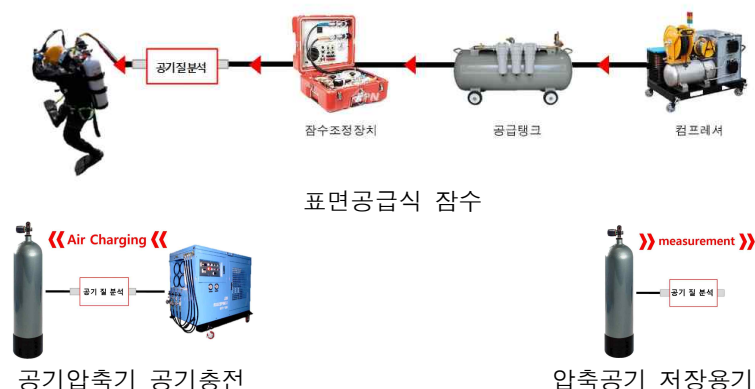 공기질분석
잠수조정장치
공급탱크
컴프레셔
표면공급식 잠수
Air Charging
measurement
공기 질 분석
공기 질 분석
공기압축기 공기충전
압축공기 저장용기